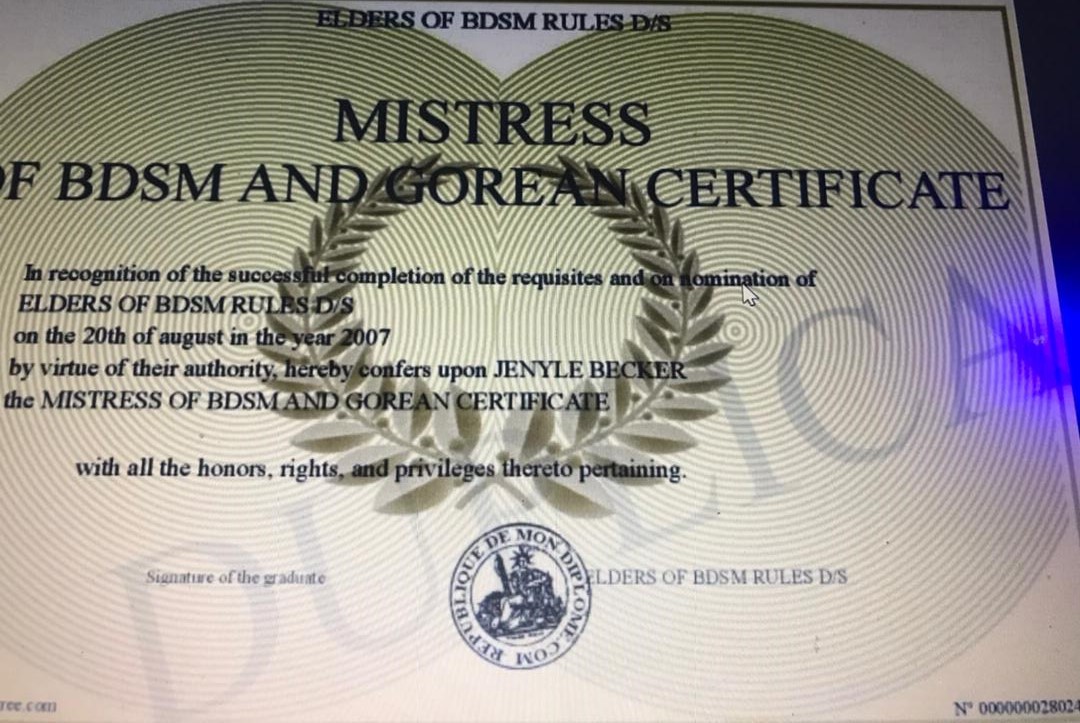 ELDERS OF BDSM RULES D/S
MISTRESS
OF BDSM AND GOREAN CERTIFICATE
In recognition of the successful completion of the requisites and on nomination of
ELDERS OF BDSM RULES D/S
on the 20th of august in the year 2007
by virtue of their authority, hereby confers upon JENYLE BECKER
the MISTRESS OF BDSM AND GOREAN CERTIFICATE
with all the honors, rights, and privileges thereto pertaining.
Signature of the graduate
REPUBLIQUE DE MON DIPLOME.COM
ELDERS OF BDSM RULES D/S
DUPLICA
ree.com
N° 000000028024